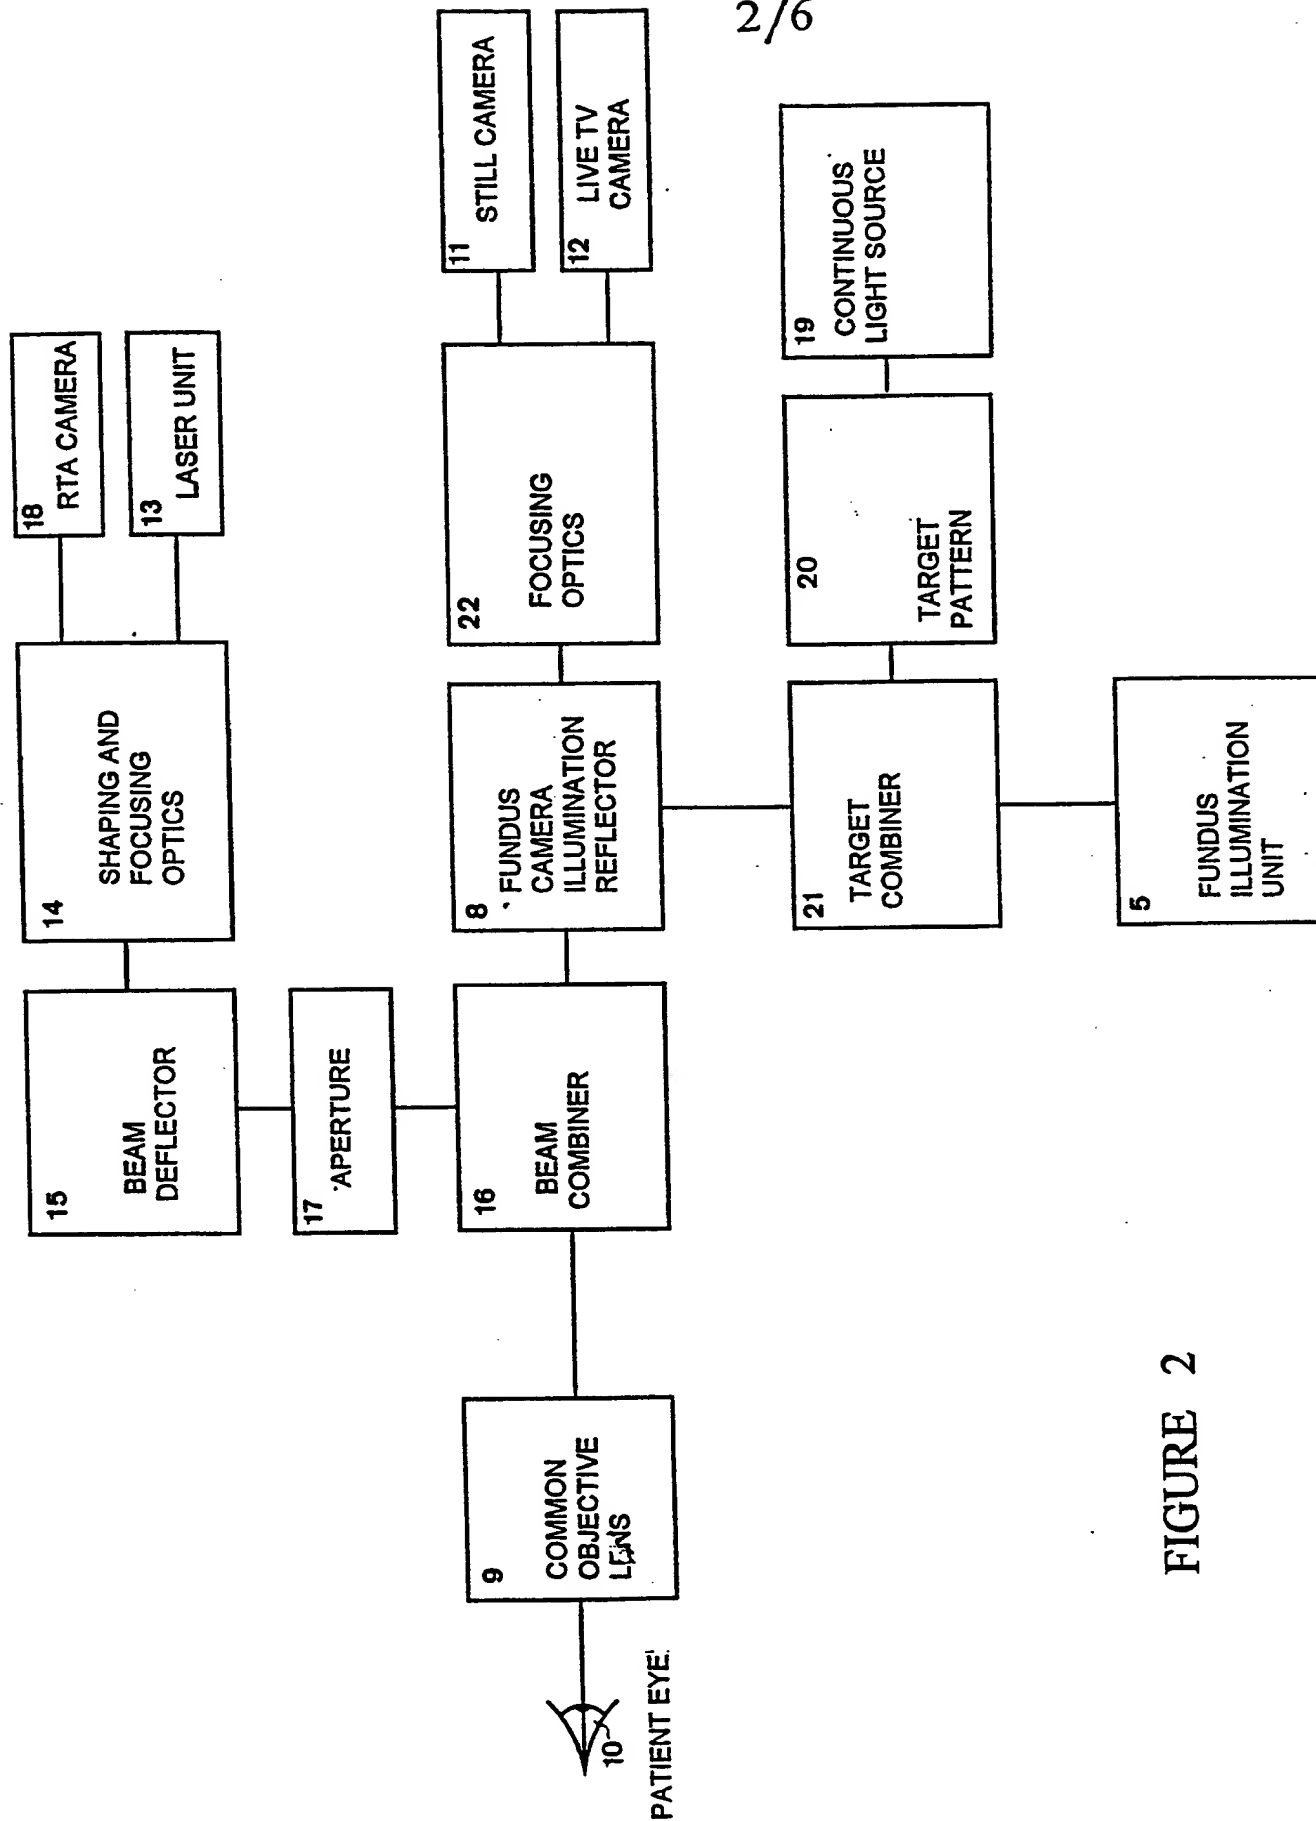 2/6
18
RTA CAMERA
13
LASER UNIT
14
SHAPING AND
FOCUSING
OPTICS
15
BEAM
DEFLECTOR
17
APERTURE
11
STILL CAMERA
12
LIVE TV
CAMERA
22
FOCUSING
OPTICS
8
FUNDUS
CAMERA
ILLUMINATION
REFLECTOR
16
BEAM
COMBINER
9
COMMON
OBJECTIVE
LENS
10
PATIENT EYE
19
CONTINUOUS
LIGHT SOURCE
20
TARGET
PATTERN
21
TARGET
COMBINER
5
FUNDUS
ILLUMINATION
UNIT
FIGURE 2